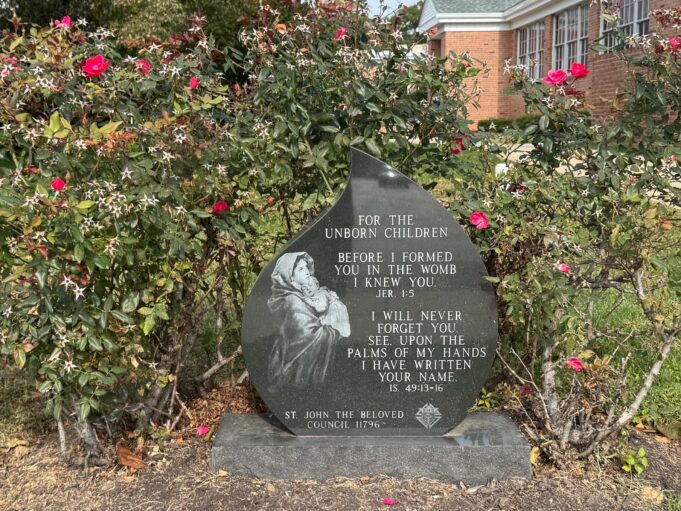 FOR THE
UNBORN CHILDREN
BEFORE I FORMED
YOU IN THE WOMB
I KNEW YOU.
JER. 1:5
I WILL NEVER
FORGET YOU.
SEE, UPON THE
PALMS OF MY HANDS
I HAVE WRITTEN
YOUR NAME.
IS. 49:13-16
ST. JOHN THE BELOVED
COUNCIL 11796